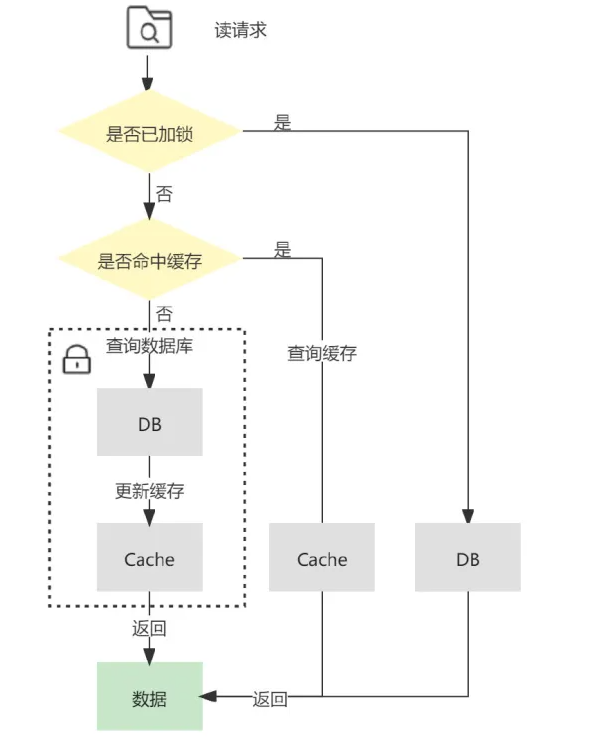 读请求
是否已加锁
是
否
是否命中缓存
是
否
查询数据库
查询缓存
DB
更新缓存
Cache
Cache
DB
返回
数据
返回